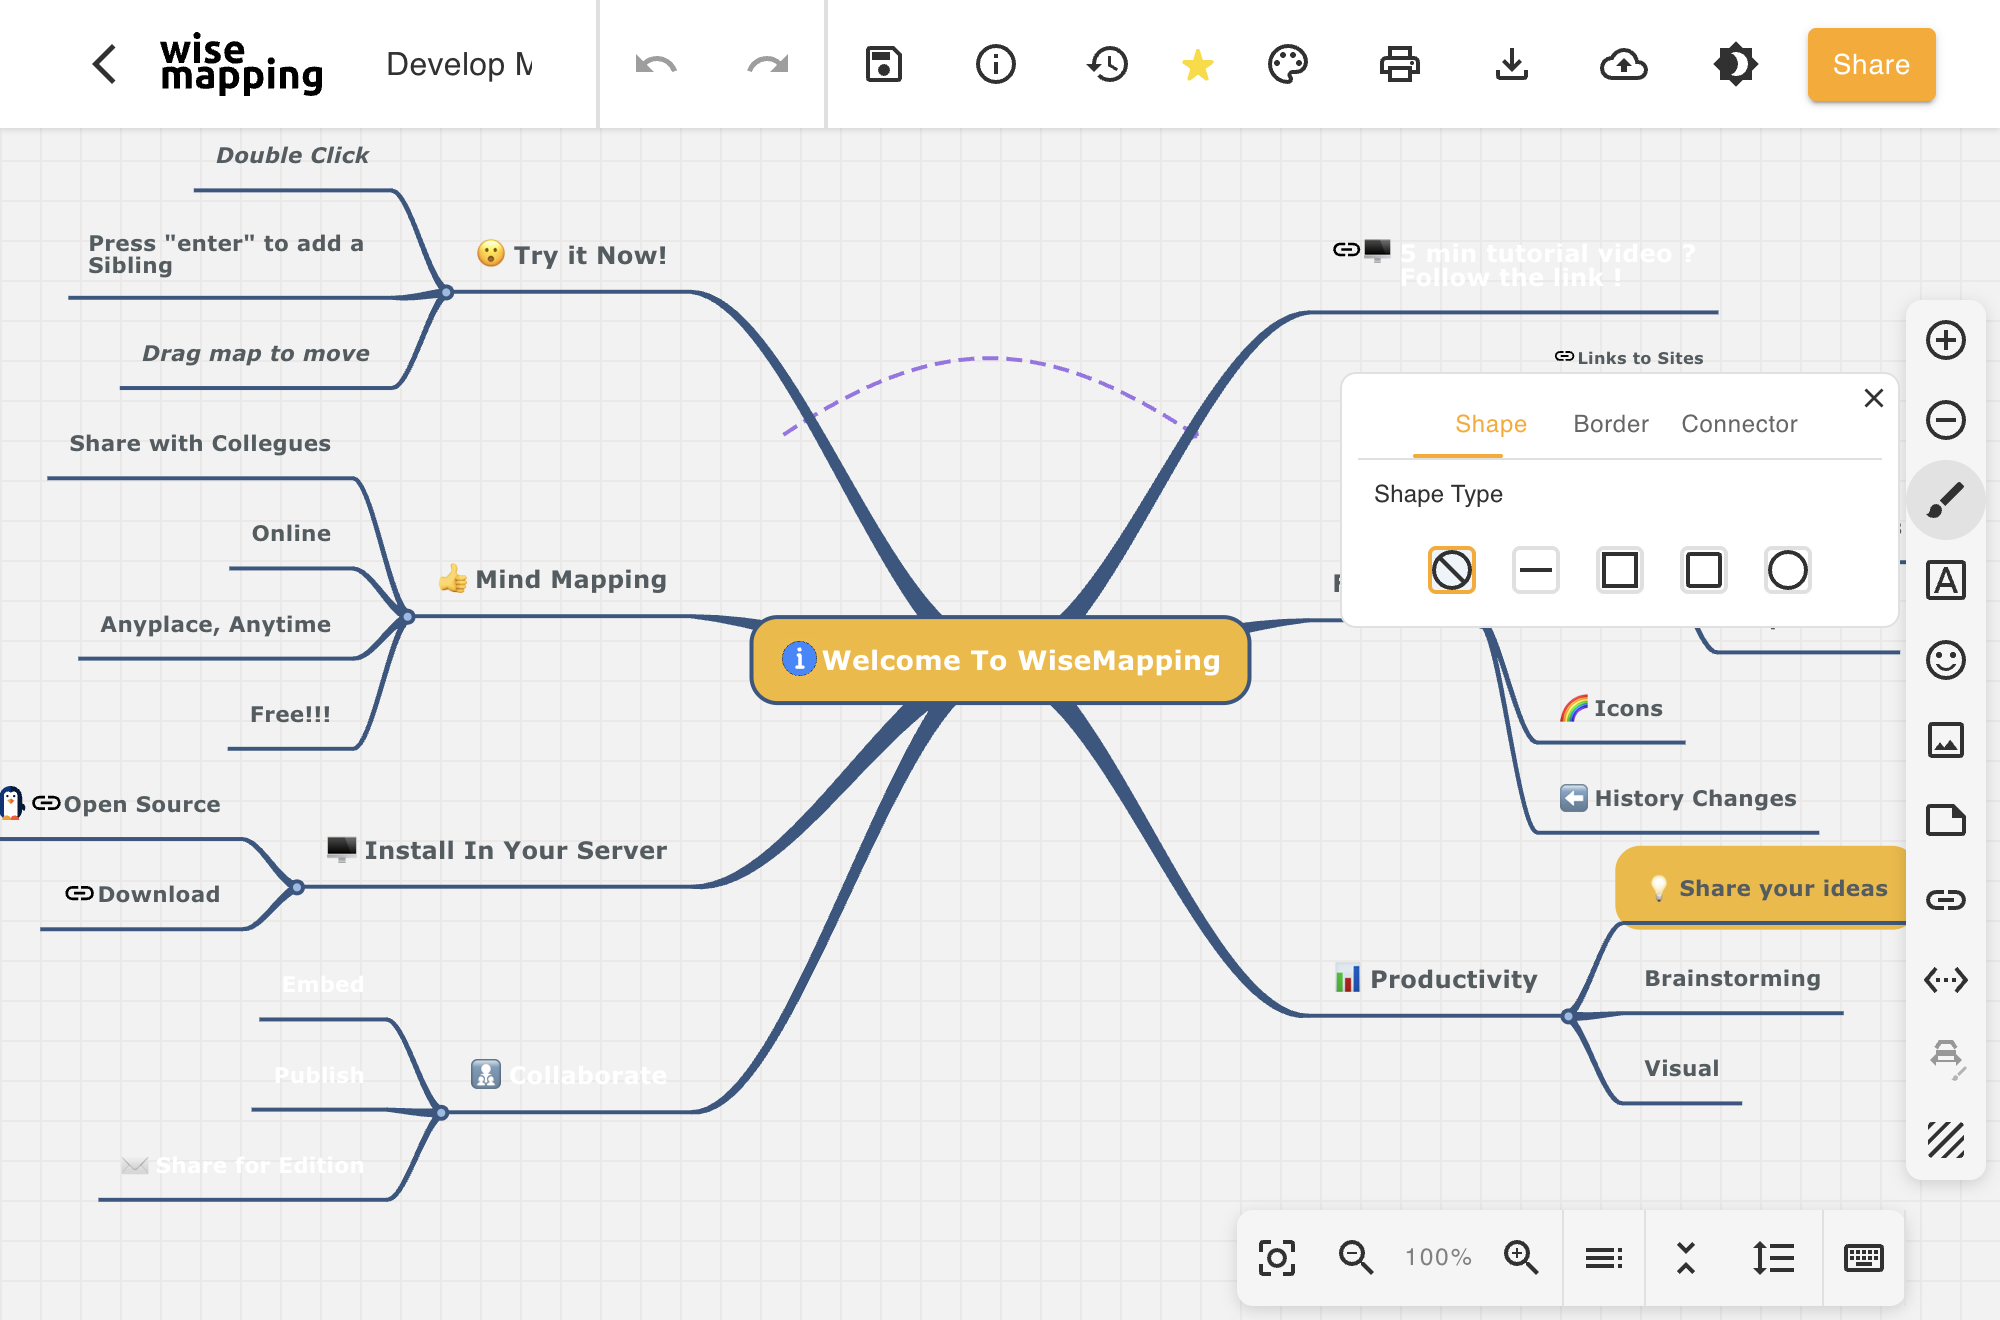 wise
mapping
Develop M
Share
Double Click
Press "enter" to add a
Sibling
Try it Now!
Drag map to move
5 min tutorial video ?
Follow the link !
Links to Sites
Shape
Border
Connector
Shape Type
Share with Collegues
Online
Mind Mapping
Anyplace, Anytime
Free!!!
Welcome To WiseMapping
Icons
History Changes
Open Source
Install In Your Server
Download
Share your ideas
Productivity
Brainstorming
Visual
Embed
Publish
Collaborate
Share for Edition
100%